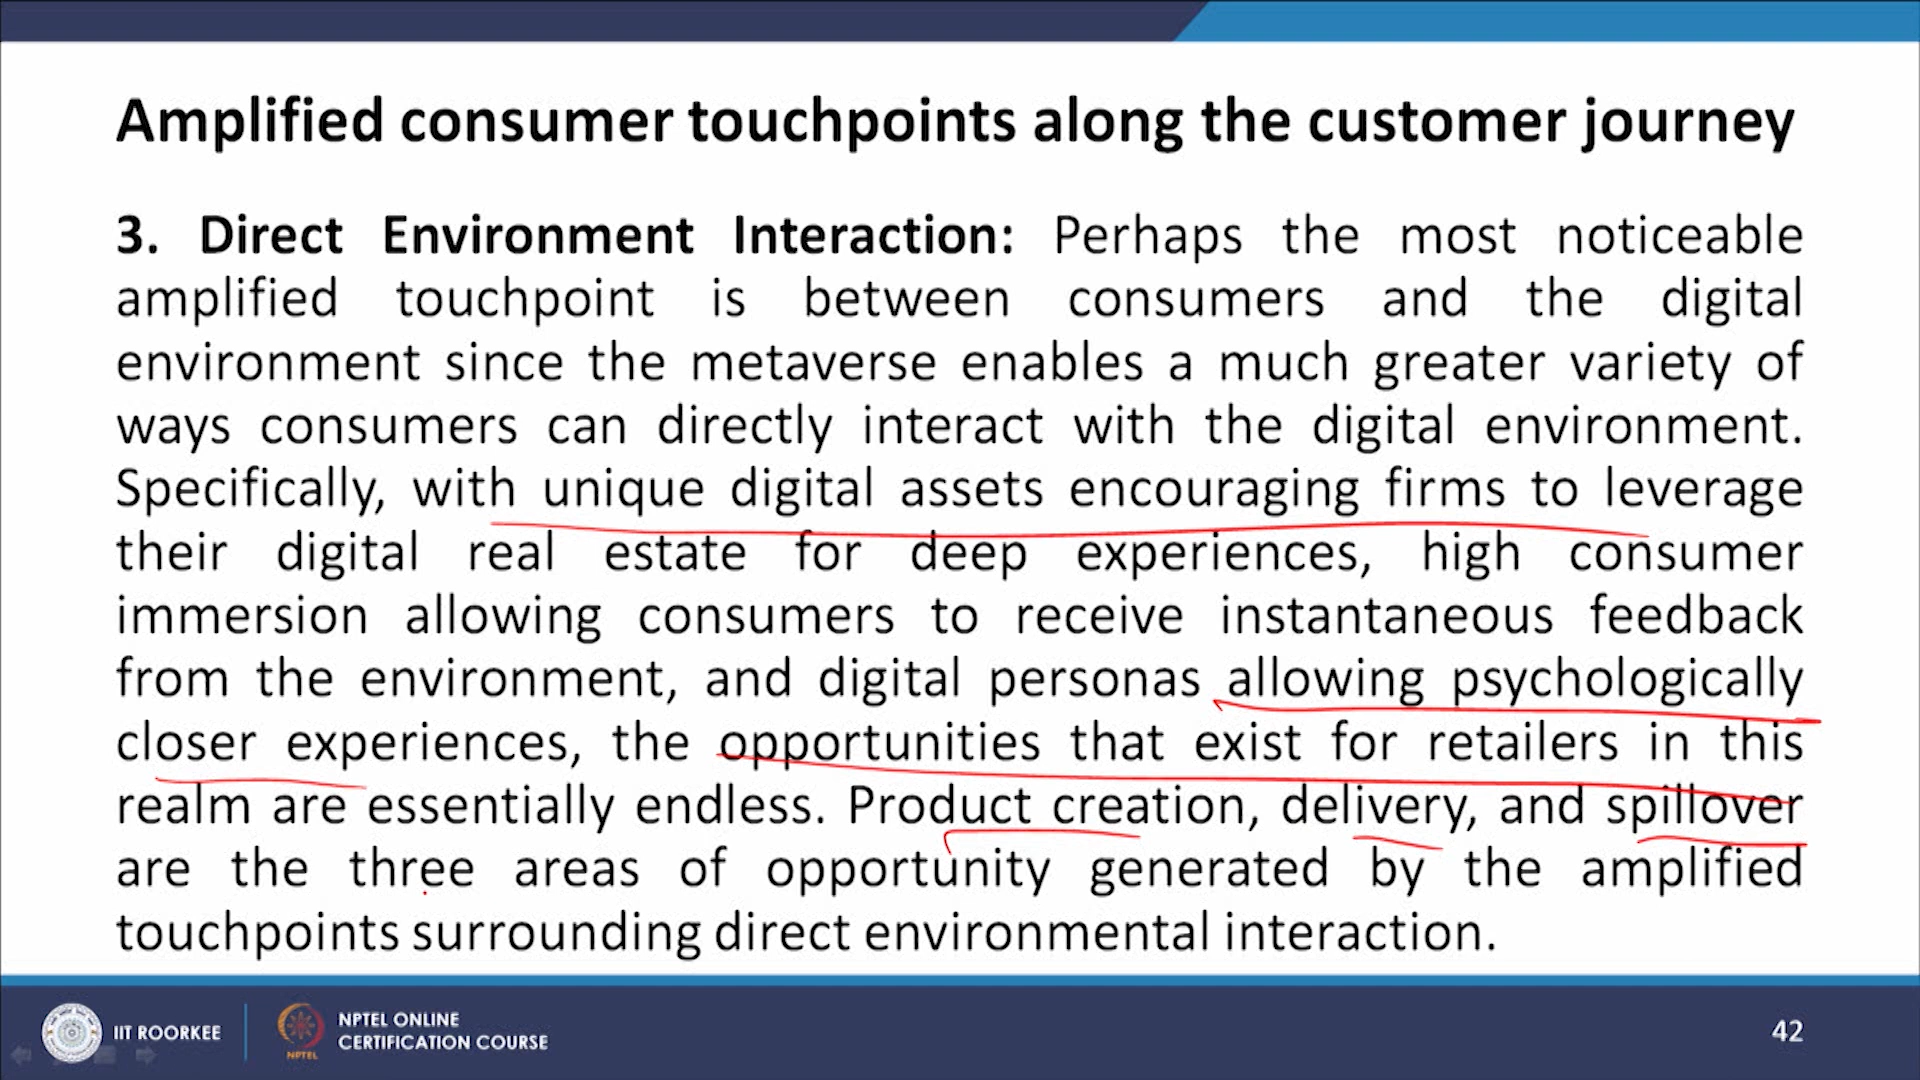 Amplified consumer touchpoints along the customer journey
3. Direct Environment Interaction: Perhaps the most noticeable
amplified touchpoint is between consumers and the digital
environment since the metaverse enables a much greater variety of
ways consumers can directly interact with the digital environment.
Specifically, with unique digital assets encouraging firms to leverage
their digital real estate for deep experiences, high consumer
immersion allowing consumers to receive instantaneous feedback
from the environment, and digital personas allowing psychologically
closer experiences, the opportunities that exist for retailers in this
realm are essentially endless. Product creation, delivery, and spillover
are the three areas of opportunity generated by the amplified
touchpoints surrounding direct environmental interaction.
IIT ROORKEE
NPTEL
NPTEL ONLINE
CERTIFICATION COURSE
42